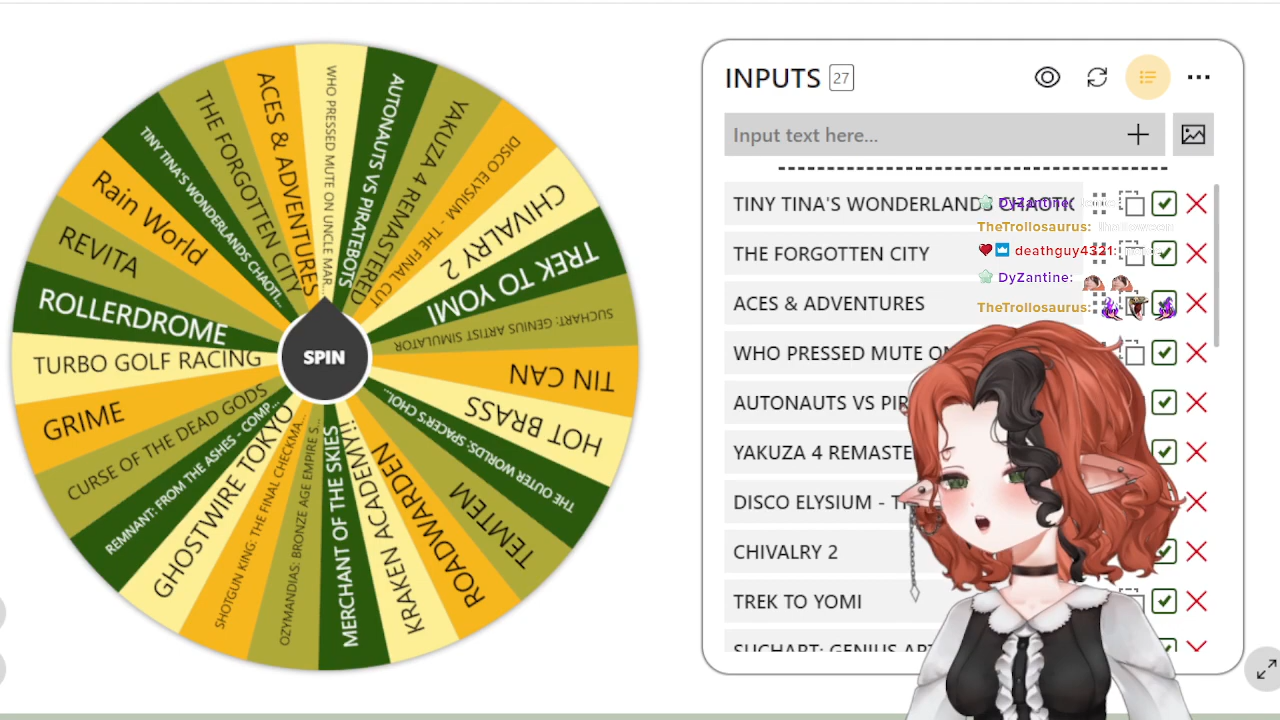 WHO PRESSED MUTE ON UNCLE MAR...
AUTONAUTS VS PIRATEBOTS
YAKUZA 4 REMASTERED
DISCO ELYSIUM - THE FINAL CUT
CHIVALRY 2
TREK TO YOMI
SUCHART: GENIUS ARTIST SIMULATOR
TIN CAN
HOT BRASS
THE OUTER WORLDS: SPACER'S CHOI...
TEMTEM
ROADWARDEN
KRAKEN ACADEMY!!
MERCHANT OF THE SKIES
OZYMANDIAS: BRONZE AGE EMPIRE S...
SHOTGUN KING: THE FINAL CHECKMA...
GHOSTWIRE TOKYO
REMNANT: FROM THE ASHES - COMP...
CURSE OF THE DEAD GODS
GRIME
TURBO GOLF RACING
ROLLERDROME
REVITA
Rain World
TINY TINA'S WONDERLANDS CHAOTI...
THE FORGOTTEN CITY
ACES & ADVENTURES
SPIN
INPUTS 27
Input text here...
TINY TINA'S WONDERLANDS CHAOTIC
DyZantine:
THE FORGOTTEN CITY
TheTrollosaurus:
deathguy4321:
DyZantine:
ACES & ADVENTURES
TheTrollosaurus:
WHO PRESSED MUTE ON
AUTONAUTS VS PIR
YAKUZA 4 REMASTE
DISCO ELYSIUM - T
CHIVALRY 2
TREK TO YOMI
SUCHART: GENIUS ART